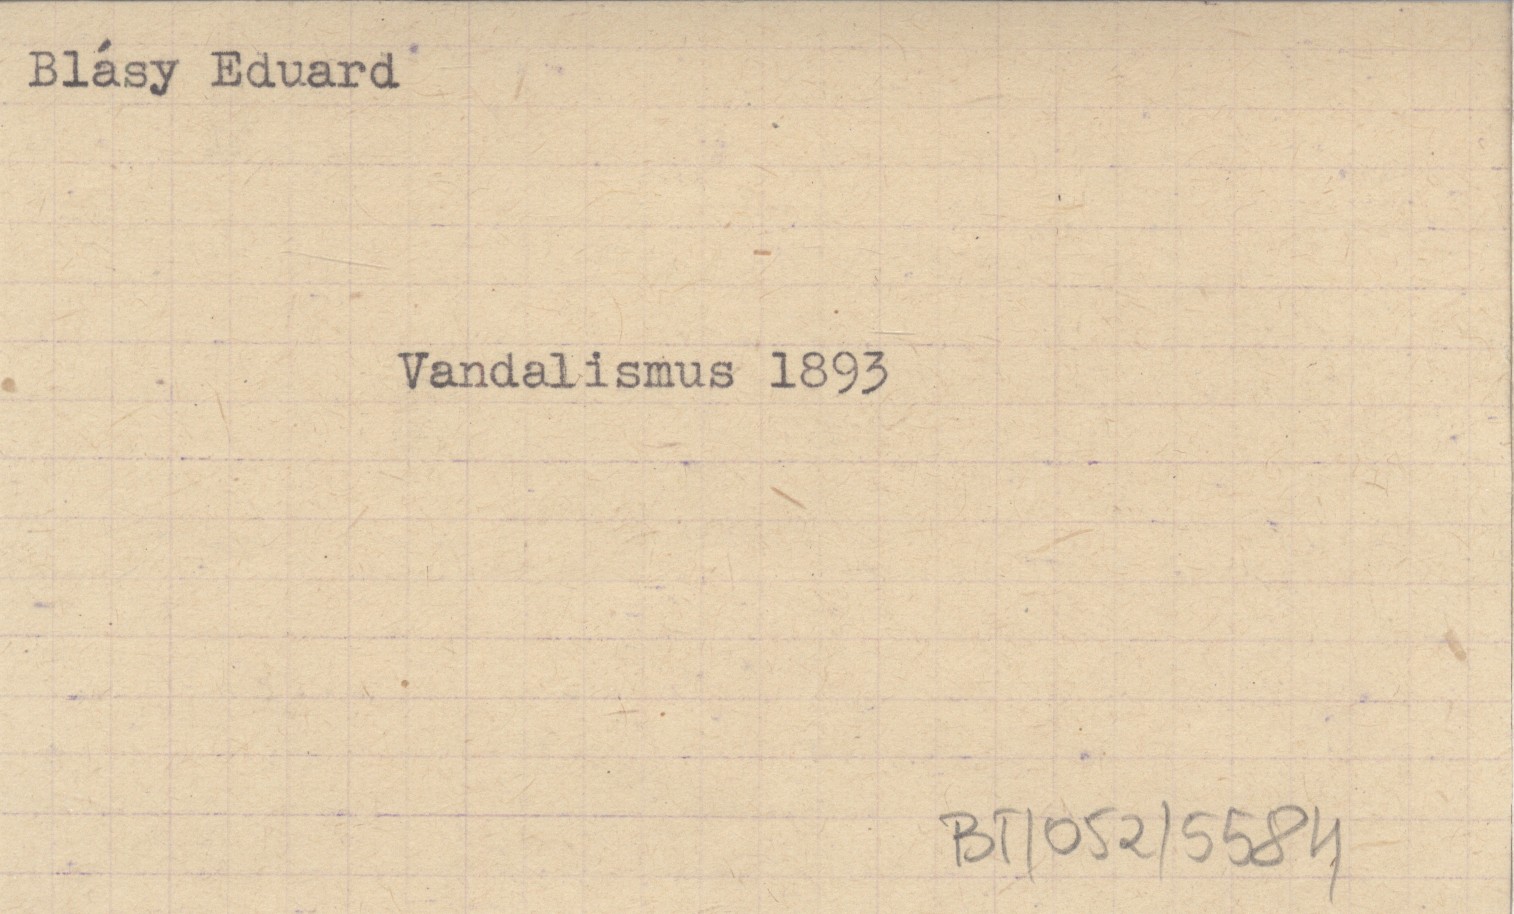 Blásy Eduard
Vandalismus 1893
BT/052/5584